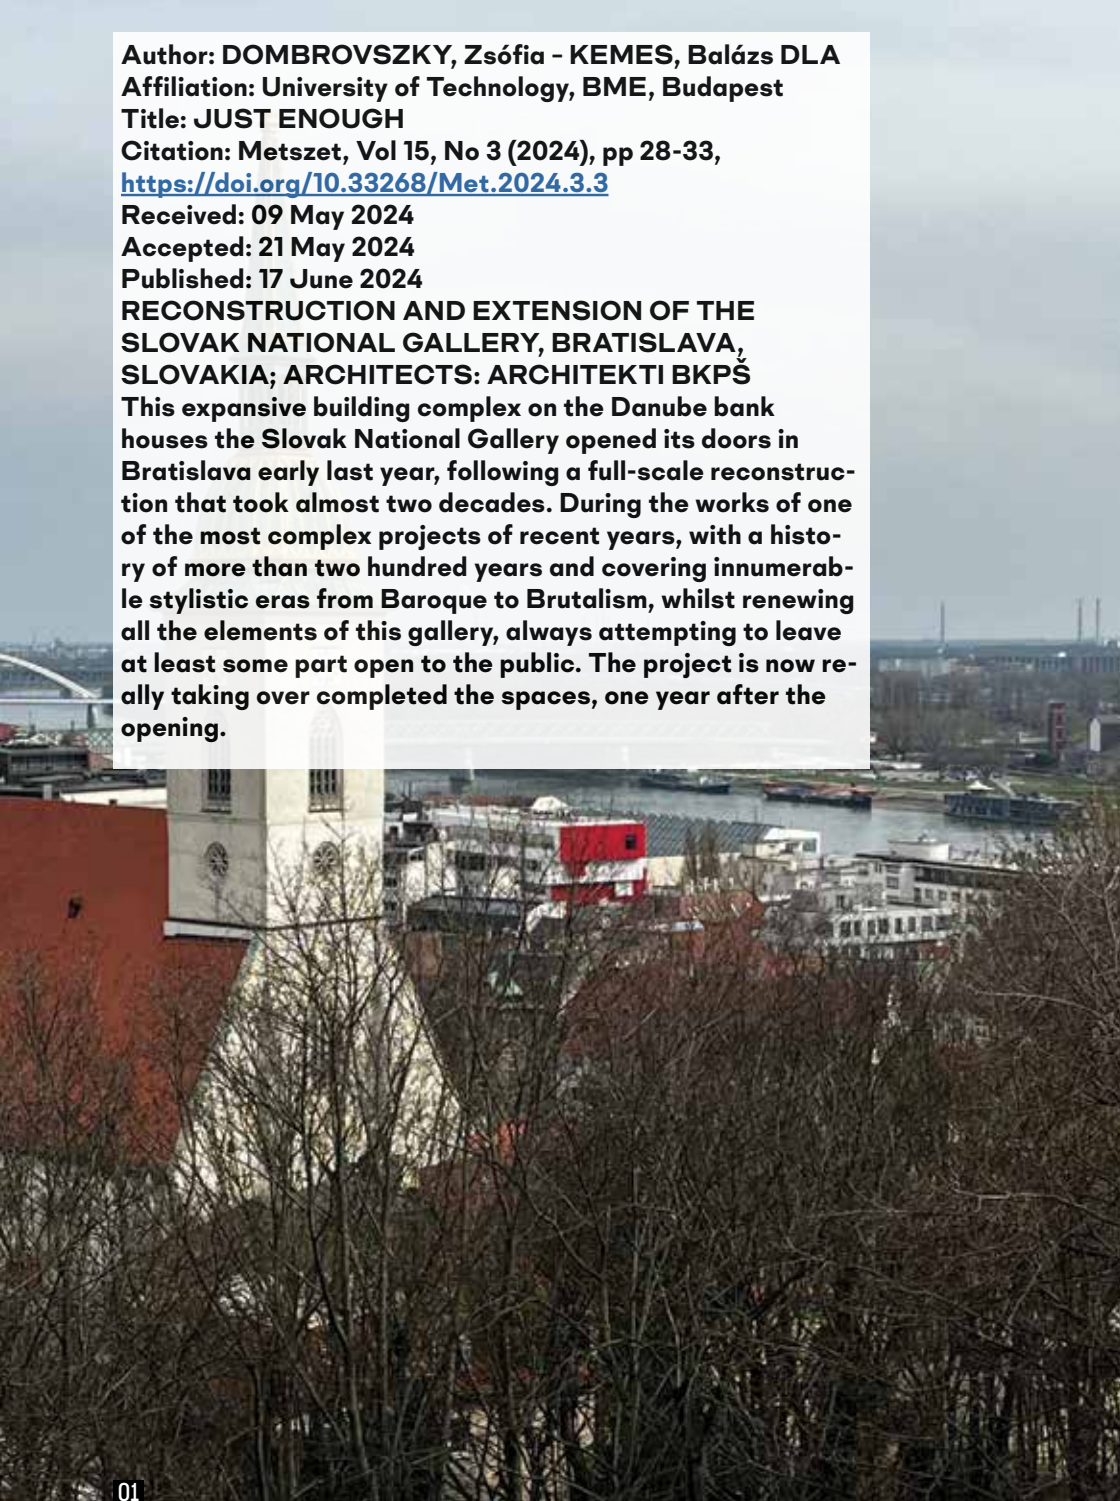 Author: DOMBROVSZKY, Zsófia – KEMES, Balázs DLA
Affiliation: University of Technology, BME, Budapest
Title: JUST ENOUGH
Citation: Metszet, Vol 15, No 3 (2024), pp 28-33,
https://doi.org/10.33268/Met.2024.3.3
Received: 09 May 2024
Accepted: 21 May 2024
Published: 17 June 2024
RECONSTRUCTION AND EXTENSION OF THE
SLOVAK NATIONAL GALLERY, BRATISLAVA,
SLOVAKIA; ARCHITECTS: ARCHITEKTI BKPŠ
This expansive building complex on the Danube bank
houses the Slovak National Gallery opened its doors in
Bratislava early last year, following a full-scale reconstruc-
tion that took almost two decades. During the works of one
of the most complex projects of recent years, with a histo-
ry of more than two hundred years and covering innumerab-
le stylistic eras from Baroque to Brutalism, whilst renewing
all the elements of this gallery, always attempting to leave
at least some part open to the public. The project is now re-
ally taking over completed the spaces, one year after the
opening.
01